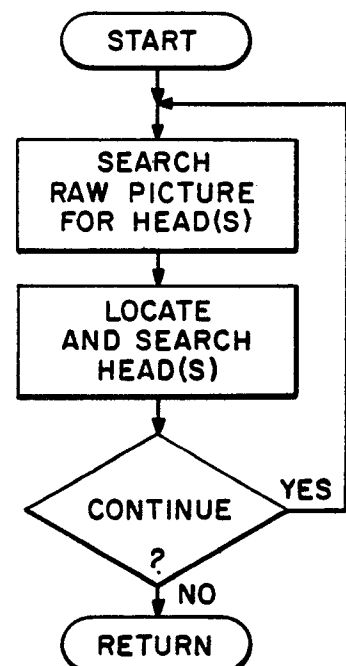 START
SEARCH
RAW PICTURE
FOR HEAD(S)
LOCATE
AND SEARCH
HEAD(S)
YES
CONTINUE
?
NO
RETURN